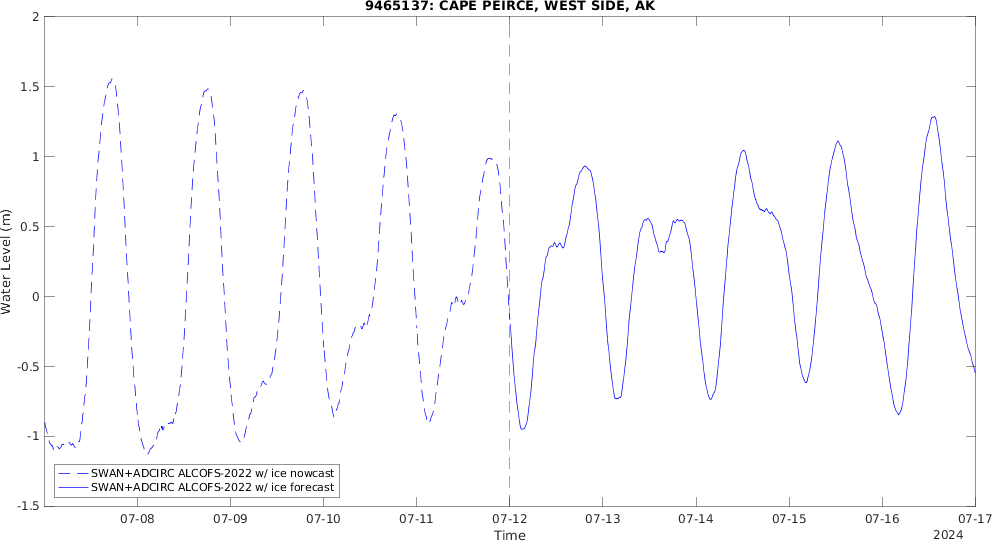 9465137: CAPE PEIRCE, WEST SIDE, AK
2
1.5
1
0.5
0
-0.5
-1
-1.5
Water Level (m)
SWAN+ADCIRC ALCOFS-2022 w/ ice nowcast
SWAN+ADCIRC ALCOFS-2022 w/ ice forecast
07-08 07-09 07-10 07-11 07-12 07-13 07-14 07-15 07-16 07-17
Time
2024